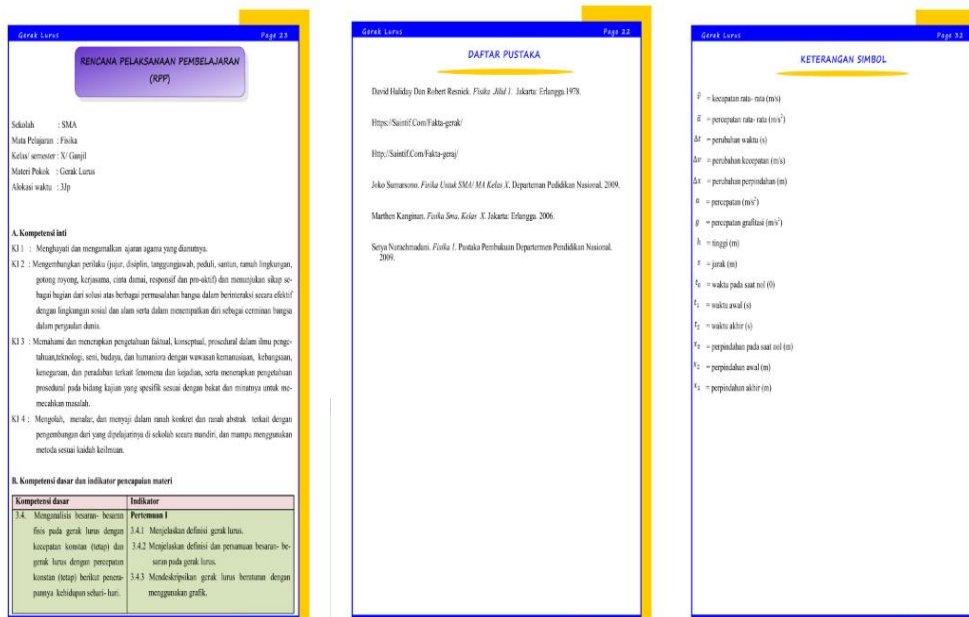 Gerak Lurus Page 23
RENCANA PELAKSANAAN PEMBELAJARAN
(RPP)
Sekolah : SMA
Mata Pelajaran : Fisika
Kelas/ semester : X/ Ganjil
Materi Pokok : Gerak Lurus
Alokasi waktu : 3Jp
A. Kompetensi inti
KI 1 : Menghayati dan mengamalkan ajaran agama yang dianutnya.
KI 2 : Mengembangkan perilaku (jujur, disiplin, tanggungjawab, peduli, santun, ramah lingkungan,
gotong royong, kerjasama, cinta damai, responsif dan pro-aktif) dan menunjukan sikap se-
bagai bagian dari solusi atas berbagai permasalahan bangsa dalam berinteraksi secara efektif
dengan lingkungan sosial dan alam serta dalam menempatkan diri sebagai cerminan bangsa
dalam pergaulan dunia.
KI 3 : Memahami dan menerapkan pengetahuan faktual, konseptual, prosedural dalam ilmu penge-
tahuan,teknologi, seni, budaya, dan humaniora dengan wawasan kemanusiaan, kebangsaan,
kenegaraan, dan peradaban terkait fenomena dan kejadian, serta menerapkan pengetahuan
prosedural pada bidang kajian yang spesifik sesuai dengan bakat dan minatnya untuk me-
mecahkan masalah.
KI 4 : Mengolah, menalar, dan menyaji dalam ranah konkret dan ranah abstrak terkait dengan
pengembangan dari yang dipelajarinya di sekolah secara mandiri, dan mampu menggunakan
metoda sesuai kaidah keilmuan.
B. Kompetensi dasar dan indikator pencapaian materi
Kompetensi dasar Indikator
3.4. Menganalisis besaran- besaran
fisis pada gerak lurus dengan
kecepatan konstan (tetap) dan
gerak lurus dengan percepatan
konstan (tetap) berikut penera-
pannya kehidupan sehari- hari.
Pertemuan 1
3.4.1 Menjelaskan definisi gerak lurus.
3.4.2 Menjelaskan definisi dan persamaan besaran- be-
saran pada gerak lurus.
3.4.3 Mendeskripsikan gerak lurus beraturan dengan
menggunakan grafik.
Gerak Lurus Page 22
DAFTAR PUSTAKA
David Haliday Dan Robert Resnick. Fisika Jilid 1. Jakarta: Erlangga.1978.
Https://Saintif.Com/Fakta-gerak/
Http://Saintif.Com/Fakta-geraj/
Joko Sumarsono. Fisika Untuk SMA/ MA Kelas X. Departeman Pedidikan Nasional. 2009.
Marthen Kanginan. Fisika Sma. Kelas X. Jakarta: Erlangga. 2006.
Setya Nurachmadani. Fisika 1. Pustaka Pembukuan Departermen Pendidikan Nasional.
2009.
Gerak Lurus Page 32
KETERANGAN SIMBOL
v̄ = kecepatan rata- rata (m/s)
ā = percepatan rata- rata (m/s²)
Δt = perubahan waktu (s)
Δv = perubahan kecepatan (m/s)
Δx = perubahan perpindahan (m)
a = percepatan (m/s²)
g = percepatan grafitasi (m/s²)
h = tinggi (m)
s = jarak (m)
t₀ = waktu pada saat nol (0)
t₁ = waktu awal (s)
t₂ = waktu akhir (s)
= perpindahan pada saat nol (m)
= perpindahan awal (m)
= perpindahan akhir (m)